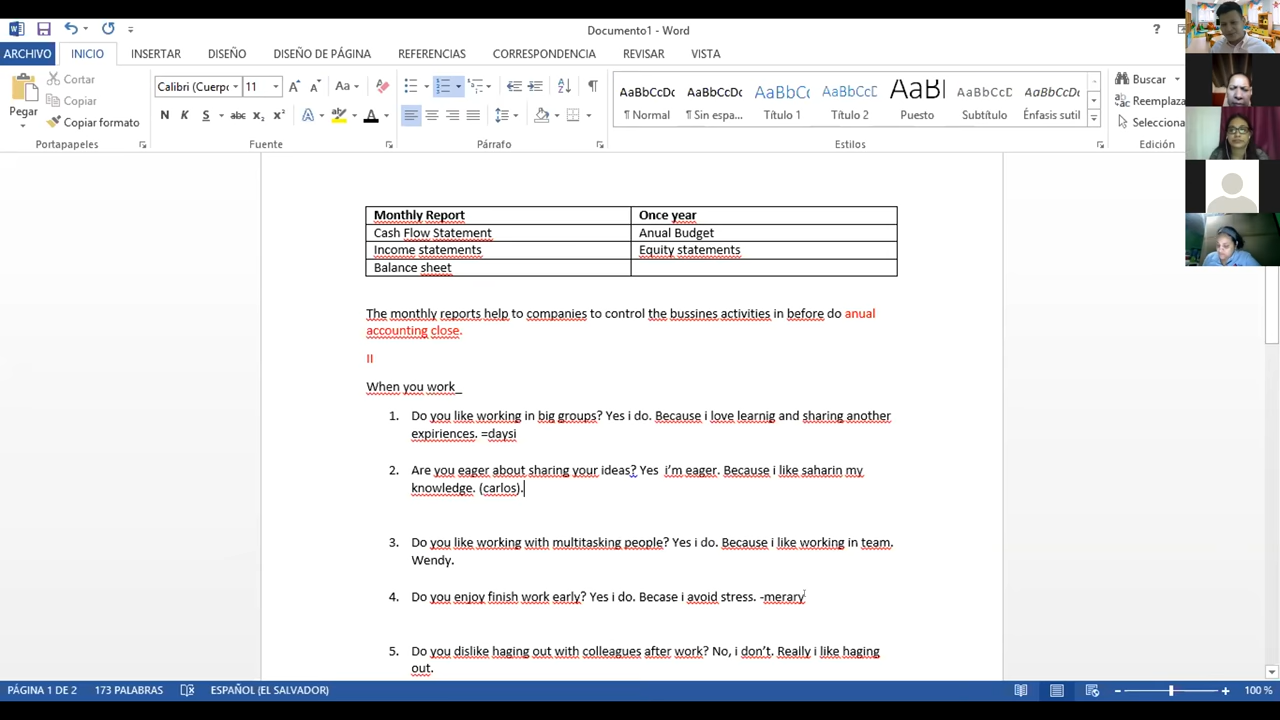 Documento1 - Word
?
ARCHIVO INICIO INSERTAR DISEÑO DISEÑO DE PÁGINA REFERENCIAS CORRESPONDENCIA REVISAR VISTA
Pegar
Cortar
Copiar
Copiar formato
Portapapeles
Calibri (Cuerp 11
N K S abc x₂ x²
Fuente
Párrafo
AaBbCcDc AaBbCcDc AaBbCc AaBbCcD AaBl AaBbCcD AaBbCcDc
¶ Normal ¶ Sin espa... Título 1 Título 2 Puesto Subtítulo Énfasis sutil
Estilos
Buscar
Reemplaza
Selecciona
Edición
Monthly Report Once year
Cash Flow Statement Anual Budget
Income statements Equity statements
Balance sheet
The monthly reports help to companies to control the bussines activities in before do anual
accounting close.
II
When you work_
1. Do you like working in big groups? Yes i do. Because i love learnig and sharing another
expiriences. =daysi
2. Are you eager about sharing your ideas? Yes i’m eager. Because i like saharin my
knowledge. (carlos).
3. Do you like working with multitasking people? Yes i do. Because i like working in team.
Wendy.
4. Do you enjoy finish work early? Yes i do. Becase i avoid stress. -merary
5. Do you dislike haging out with colleagues after work? No, i don’t. Really i like haging
out.
PÁGINA 1 DE 2 173 PALABRAS ESPAÑOL (EL SALVADOR) 100 %